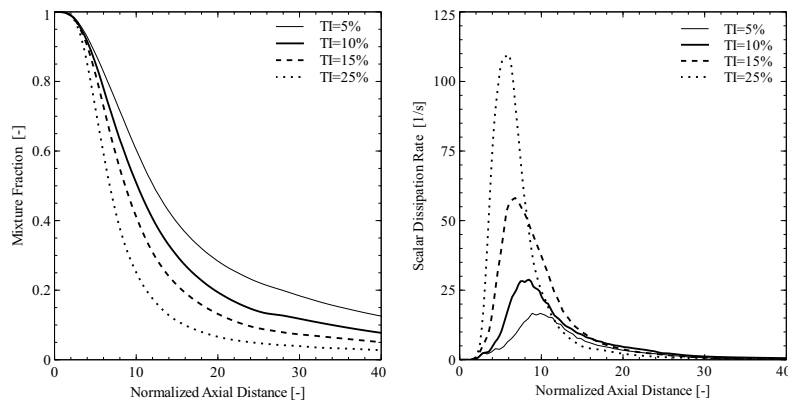 1
0.8
0.6
0.4
0.2
0
0 10 20 30 40
Mixture Fraction [-]
Normalized Axial Distance [-]
TI=5%
TI=10%
TI=15%
TI=25%
125
100
75
50
25
0
0 10 20 30 40
Scalar Dissipation Rate [1/s]
Normalized Axial Distance [-]
TI=5%
TI=10%
TI=15%
TI=25%